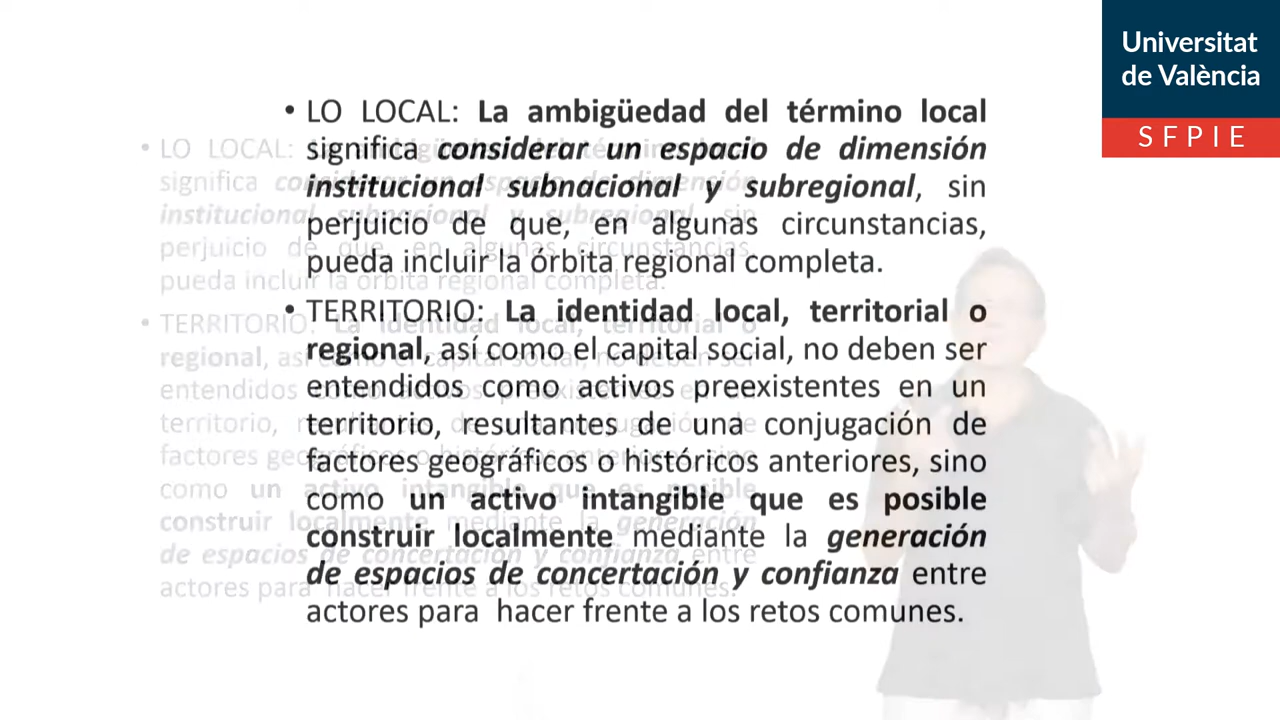 Universitat
de València
SFPIE
• LO LOCAL: La ambigüedad del término local
significa considerar un espacio de dimensión
institucional subnacional y subregional, sin
perjuicio de que, en algunas circunstancias,
pueda incluir la órbita regional completa.
• TERRITORIO: La identidad local, territorial o
regional, así como el capital social, no deben ser
entendidos como activos preexistentes en un
territorio, resultantes de una conjugación de
factores geográficos o históricos anteriores, sino
como un activo intangible que es posible
construir localmente mediante la generación
de espacios de concertación y confianza entre
actores para hacer frente a los retos comunes.